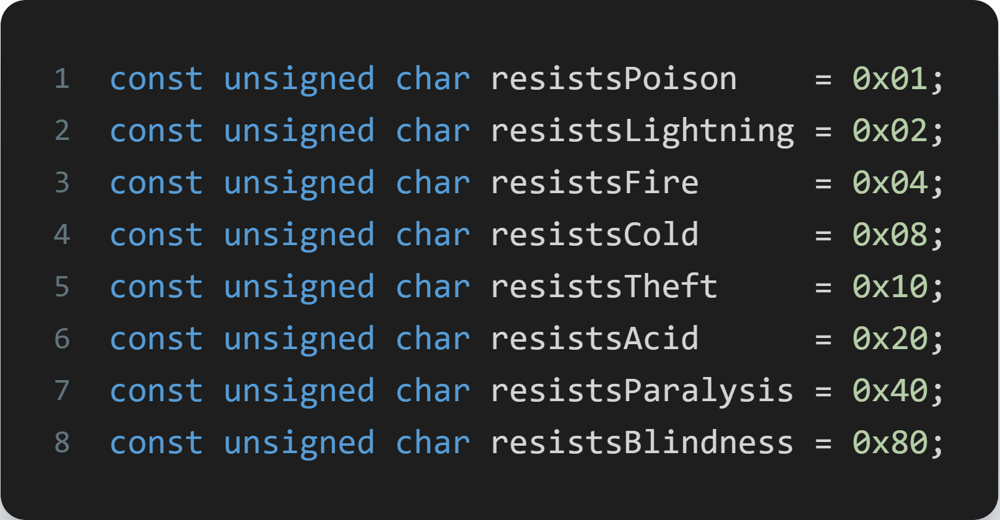 1 const unsigned char resistsPoison    = 0x01;
2 const unsigned char resistsLightning = 0x02;
3 const unsigned char resistsFire      = 0x04;
4 const unsigned char resistsCold      = 0x08;
5 const unsigned char resistsTheft     = 0x10;
6 const unsigned char resistsAcid      = 0x20;
7 const unsigned char resistsParalysis = 0x40;
8 const unsigned char resistsBlindness = 0x80;